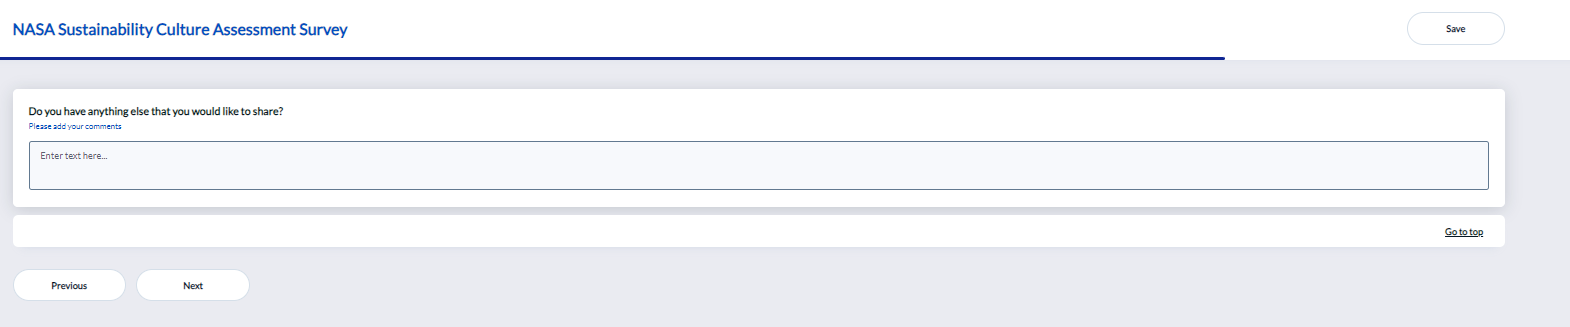 NASA Sustainability Culture Assessment Survey
Save
Do you have anything else that you would like to share?
Please add your comments
Enter text here...
Go to top
Previous
Next